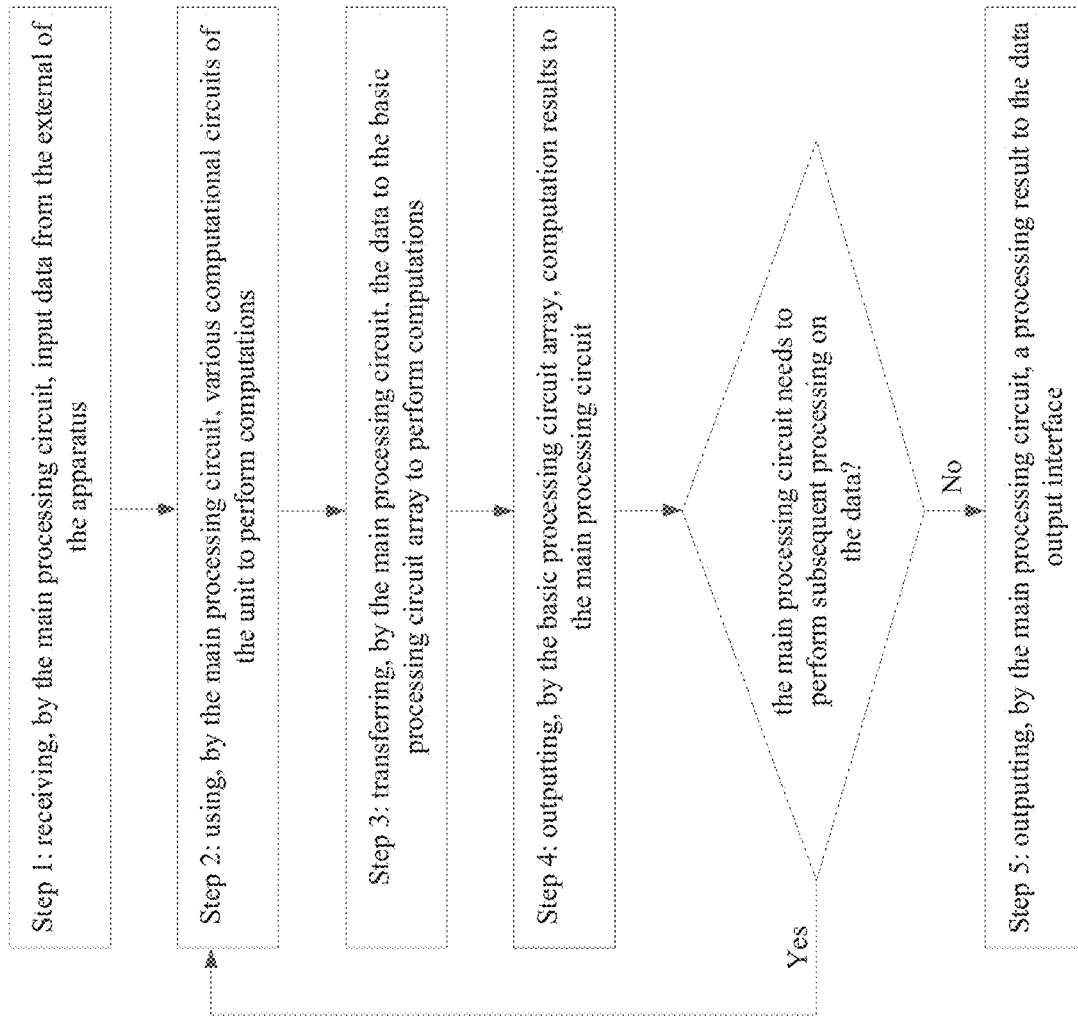 Step 1: receiving, by the main processing circuit, input data from the external of
the apparatus
Step 2: using, by the main processing circuit, various computational circuits of
the unit to perform computations
Step 3: transferring, by the main processing circuit, the data to the basic
processing circuit array to perform computations
Step 4: outputting, by the basic processing circuit array, computation results to
the main processing circuit
the main processing circuit needs to
perform subsequent processing on
the data?
Yes
No
Step 5: outputting, by the main processing circuit, a processing result to the data
output interface